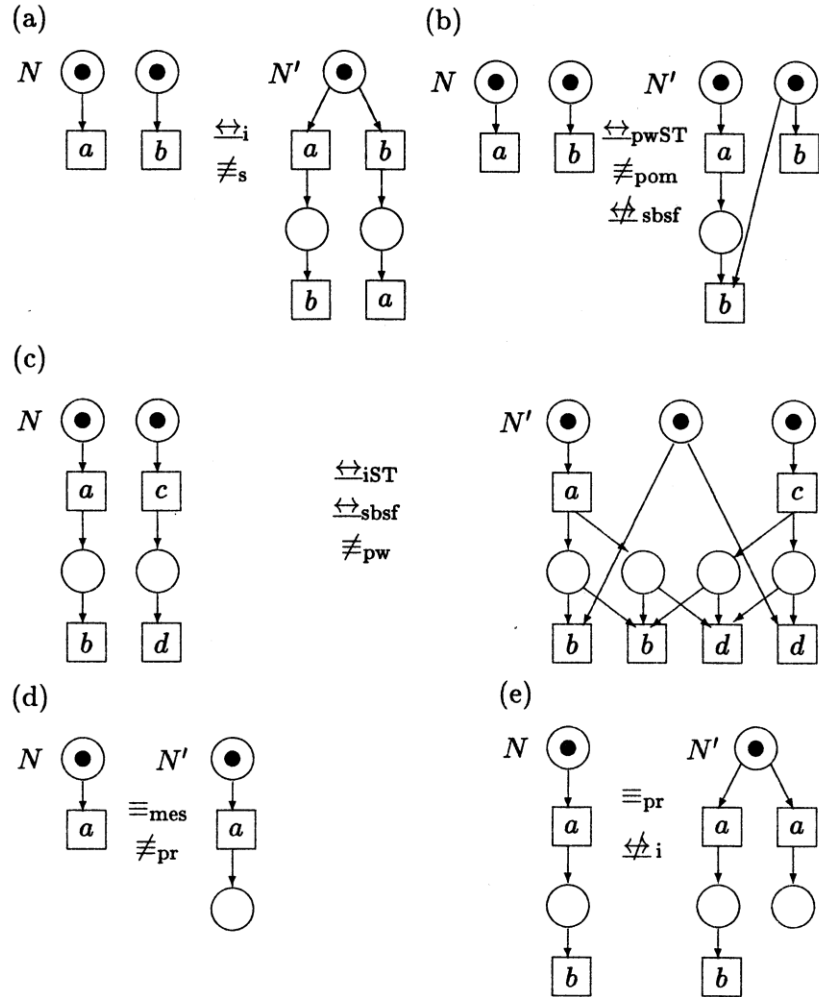 (a)
N
N'
a
b
a
b
↔i
≢s
b
a
(b)
N
N'
a
b
a
b
↔pwST
≢pom
↮sbsf
b
(c)
N
N'
a
c
a
c
↔iST
↔sbsf
≢pw
b
d
b
b
d
d
(d)
N
N'
a
a
≡mes
≢pr
(e)
N
N'
a
a
a
≡pr
↮i
b
b